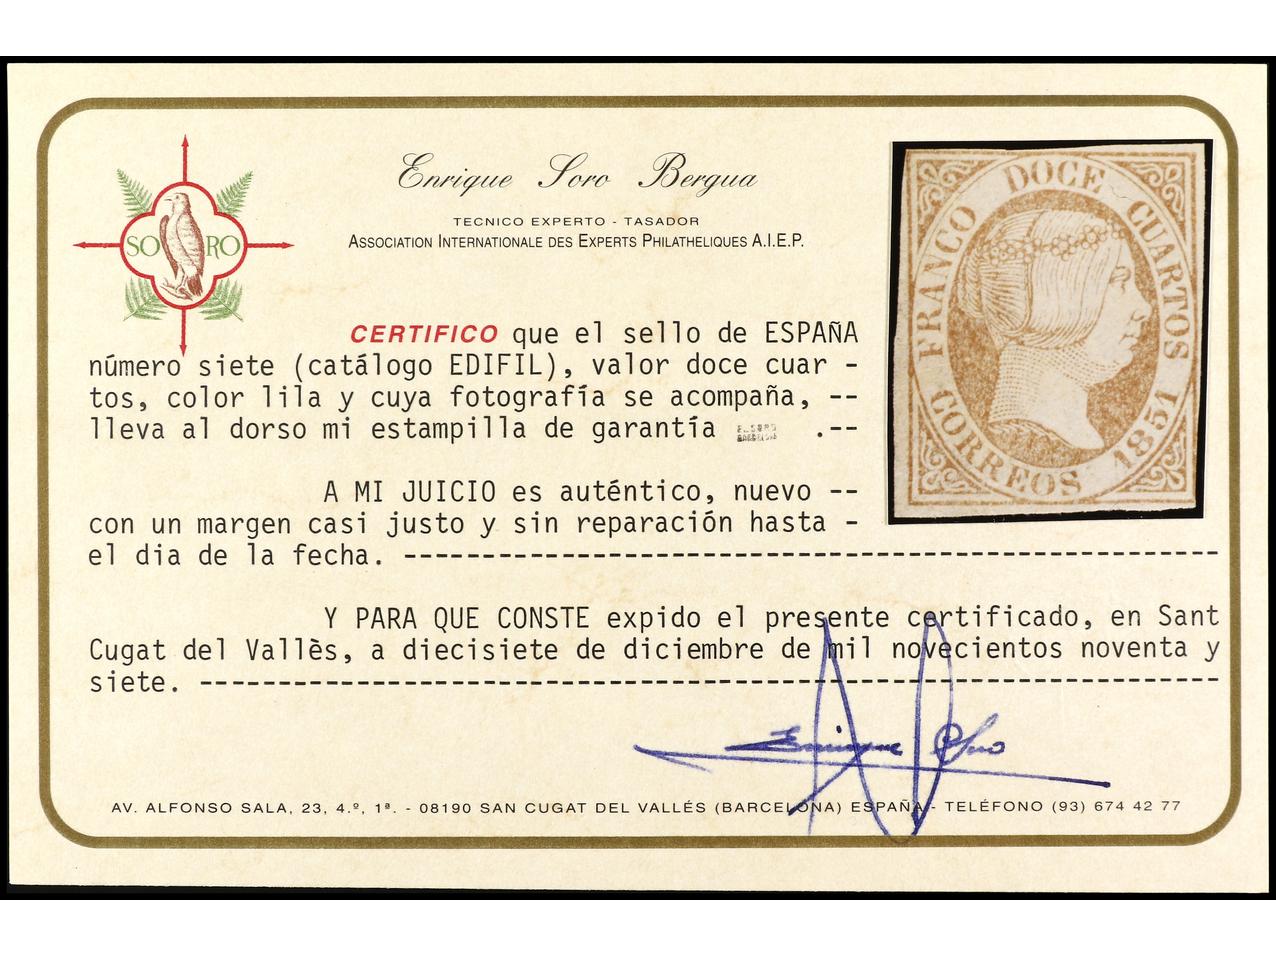 Enrique Soro Bergua
TECNICO EXPERTO - TASADOR
ASSOCIATION INTERNATIONALE DES EXPERTS PHILATHELIQUES A.I.E.P.
SO RO
CERTIFICO que el sello de ESPAÑA
número siete (catálogo EDIFIL), valor doce cuar -
tos, color lila y cuya fotografía se acompaña, --
lleva al dorso mi estampilla de garantía E. SORO .--
BARCELONA
A MI JUICIO es auténtico, nuevo --
con un margen casi justo y sin reparación hasta -
el dia de la fecha. ----------------------------------------------------
Y PARA QUE CONSTE expido el presente certificado, en Sant
Cugat del Vallès, a diecisiete de diciembre de mil novecientos noventa y
siete. -----------------------------------------------------------------
Enrique Soro
AV. ALFONSO SALA, 23, 4.º, 1ª. - 08190 SAN CUGAT DEL VALLÉS (BARCELONA) ESPAÑA - TELÉFONO (93) 674 42 77
FRANCO DOCE CUARTOS
CORREOS 1851